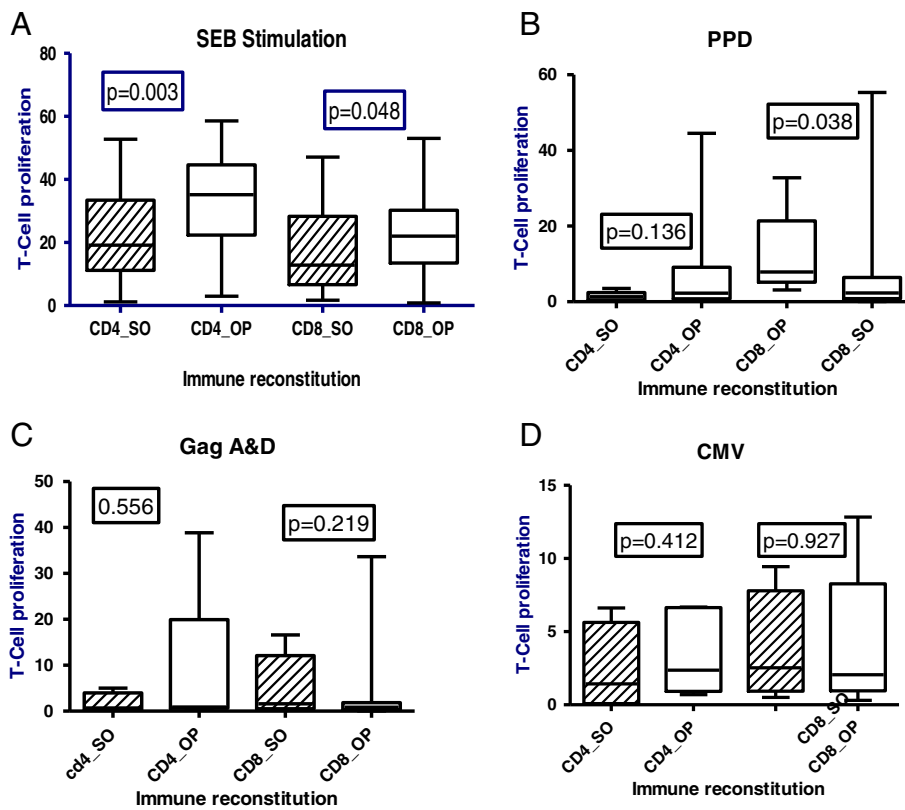 A
SEB Stimulation
T-Cell proliferation
80
60
40
20
0
p=0.003
p=0.048
CD4_SO
CD4_OP
CD8_SO
CD8_OP
Immune reconstitution
B
PPD
T-Cell proliferation
60
40
20
0
p=0.136
p=0.038
CD4_SO
CD4_OP
CD8_OP
CD8_SO
Immune reconstitution
C
Gag A&D
T-Cell proliferation
50
40
30
20
10
0
0.556
p=0.219
cd4_SO
CD4_OP
CD8_SO
CD8_OP
Immune reconstitution
D
CMV
T-Cell proliferation
15
10
5
0
p=0.412
p=0.927
CD4_SO
CD4_OP
CD8_SO
CD8_OP
Immune reconstitution